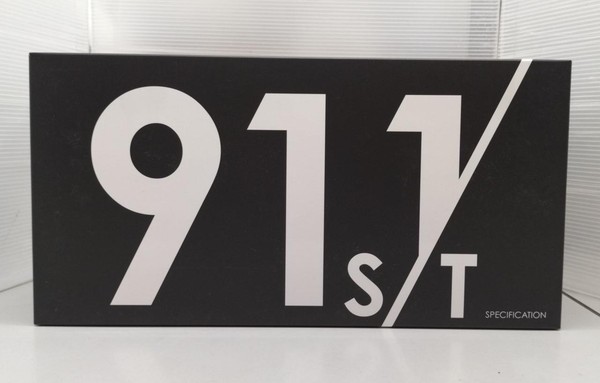 911
S/T
SPECIFICATION